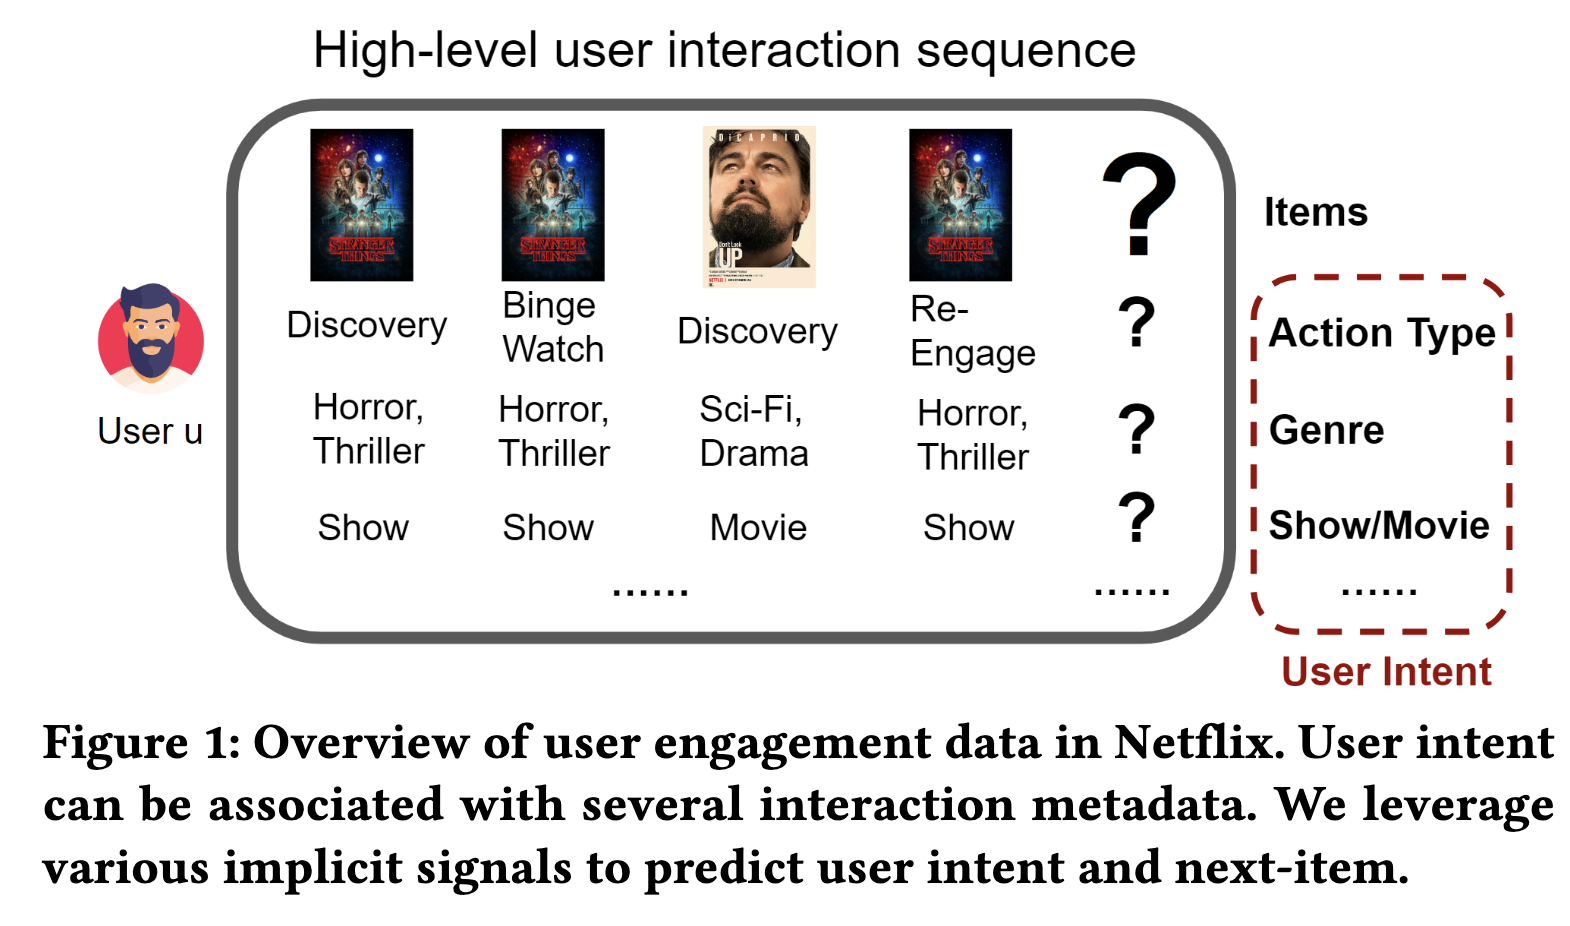 High-level user interaction sequence
STRANGER THINGS
STRANGER THINGS
DiCAPRIO
Don't Look
UP
NETFLIX
STRANGER THINGS
?
Items
Discovery
Binge
Watch
Discovery
Re-
Engage
?
Action Type
Horror,
Thriller
Horror,
Thriller
Sci-Fi,
Drama
Horror,
Thriller
?
Genre
Show
Show
Movie
Show
?
Show/Movie
......
......
......
User u
User Intent
Figure 1: Overview of user engagement data in Netflix. User intent
can be associated with several interaction metadata. We leverage
various implicit signals to predict user intent and next-item.